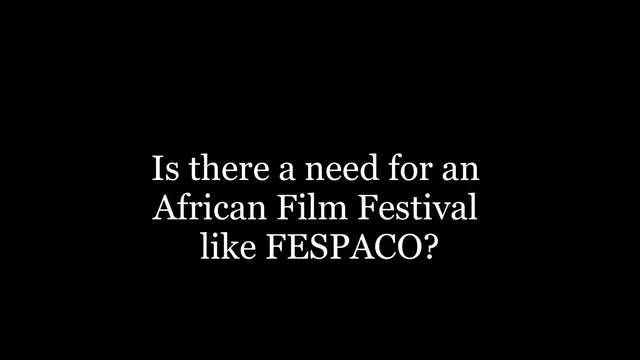 Is there a need for an
African Film Festival
like FESPACO?